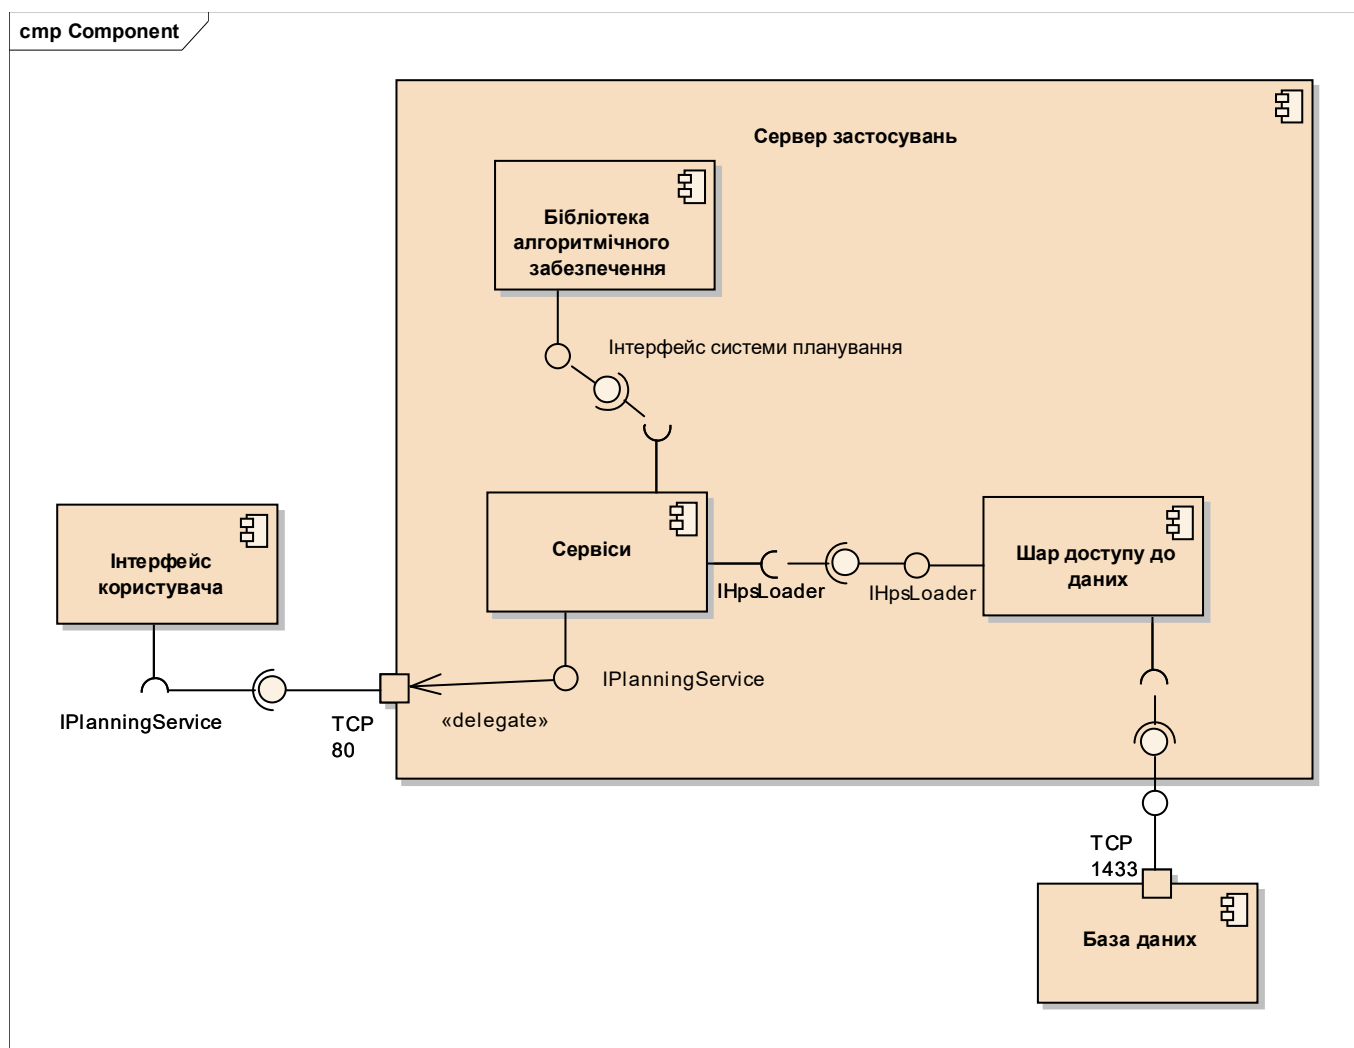 cmp Component
Сервер застосувань
Бібліотека
алгоритмічного
забезпечення
Інтерфейс системи планування
Інтерфейс
користувача
Сервіси
Шар доступу до
даних
IHpsLoader
IHpsLoader
IPlanningService
IPlanningService
«delegate»
TCP
80
TCP
1433
База даних